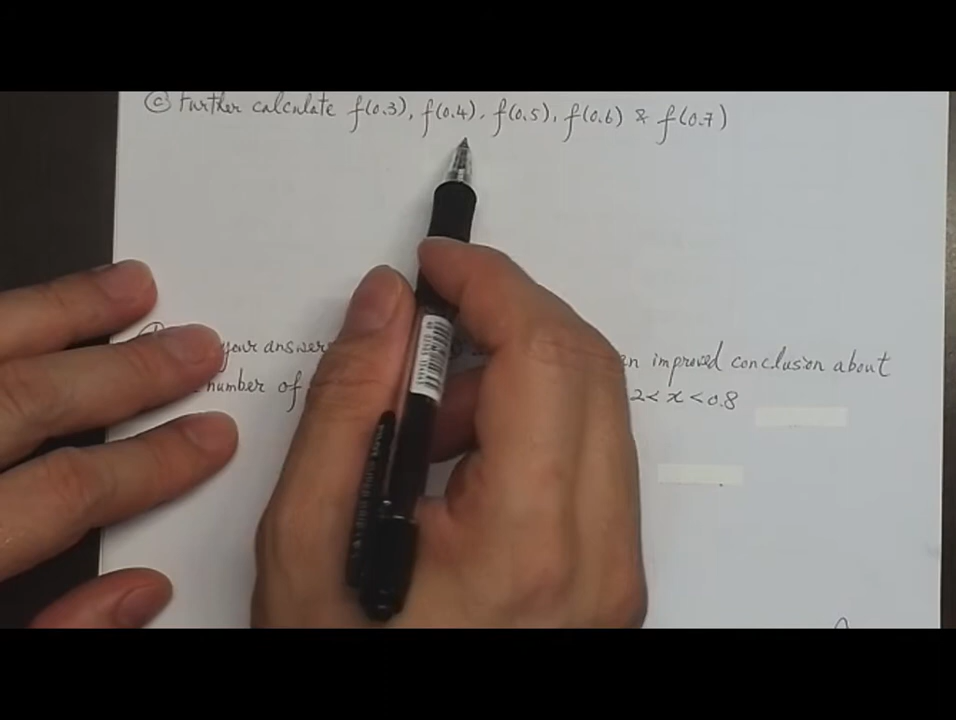 ⓒ Further calculate f(0.3), f(0.4), f(0.5), f(0.6) & f(0.7)
your answers an improved conclusion about
number of 2< x <0.8